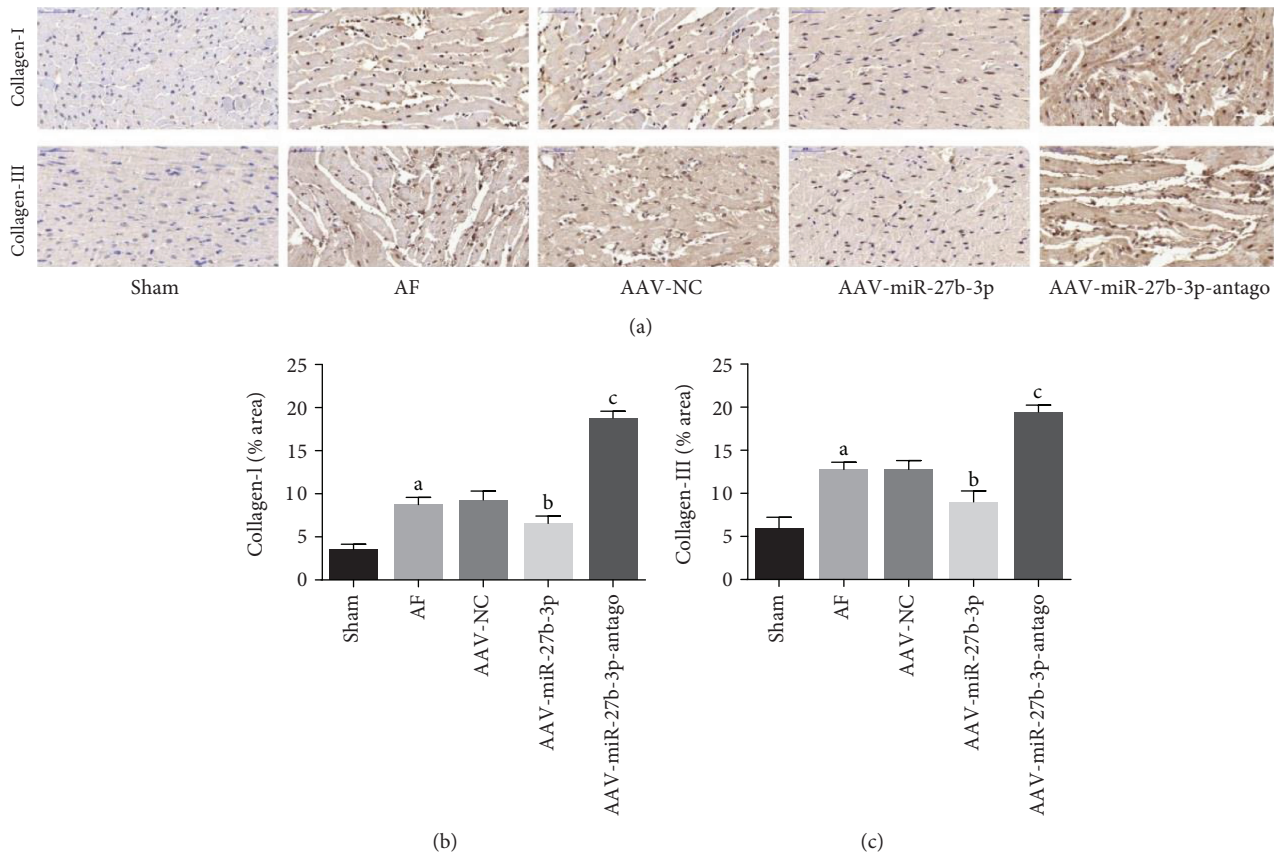 Collagen-I
Collagen-III
Sham
AF
AAV-NC
AAV-miR-27b-3p
AAV-miR-27b-3p-antago
(a)
Collagen-I (% area)
25
20
15
10
5
0
a
b
c
Sham
AF
AAV-NC
AAV-miR-27b-3p
AAV-miR-27b-3p-antago
(b)
Collagen-III (% area)
25
20
15
10
5
0
a
b
c
Sham
AF
AAV-NC
AAV-miR-27b-3p
AAV-miR-27b-3p-antago
(c)